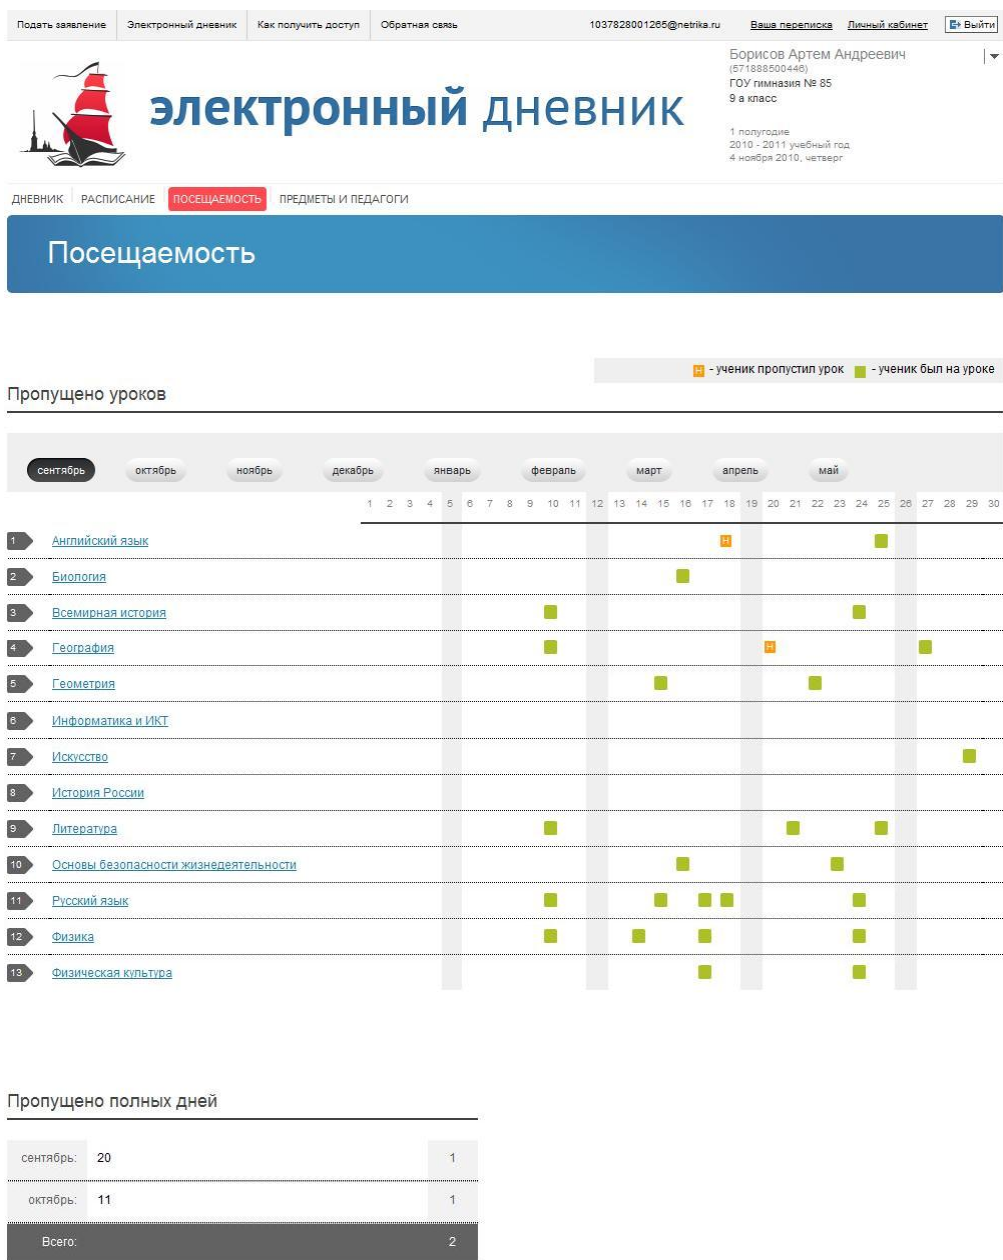 Подать заявление Электронный дневник Как получить доступ Обратная связь 1037828001265@netrika.ru Ваша переписка Личный кабинет Выйти
электронный дневник
Борисов Артем Андреевич
(571888500446)
ГОУ гимназия № 85
9 а класс
1 полугодие
2010 - 2011 учебный год
4 ноября 2010, четверг
ДНЕВНИК РАСПИСАНИЕ ПОСЕЩАЕМОСТЬ ПРЕДМЕТЫ И ПЕДАГОГИ
Посещаемость
Н - ученик пропустил урок - ученик был на уроке
Пропущено уроков
сентябрь октябрь ноябрь декабрь январь февраль март апрель май
1 2 3 4 5 6 7 8 9 10 11 12 13 14 15 16 17 18 19 20 21 22 23 24 25 26 27 28 29 30
1 Английский язык Н
2 Биология
3 Всемирная история
4 География Н
5 Геометрия
6 Информатика и ИКТ
7 Искусство
8 История России
9 Литература
10 Основы безопасности жизнедеятельности
11 Русский язык
12 Физика
13 Физическая культура
Пропущено полных дней
сентябрь: 20 1
октябрь: 11 1
Всего: 2